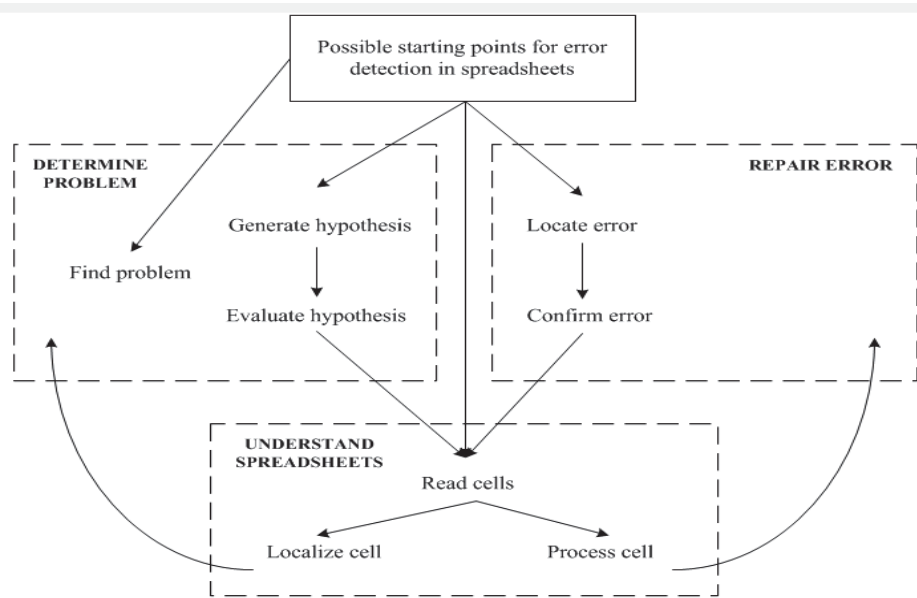 Possible starting points for error
detection in spreadsheets
DETERMINE
PROBLEM
REPAIR ERROR
Generate hypothesis
Locate error
Find problem
Evaluate hypothesis
Confirm error
UNDERSTAND
SPREADSHEETS
Read cells
Localize cell
Process cell